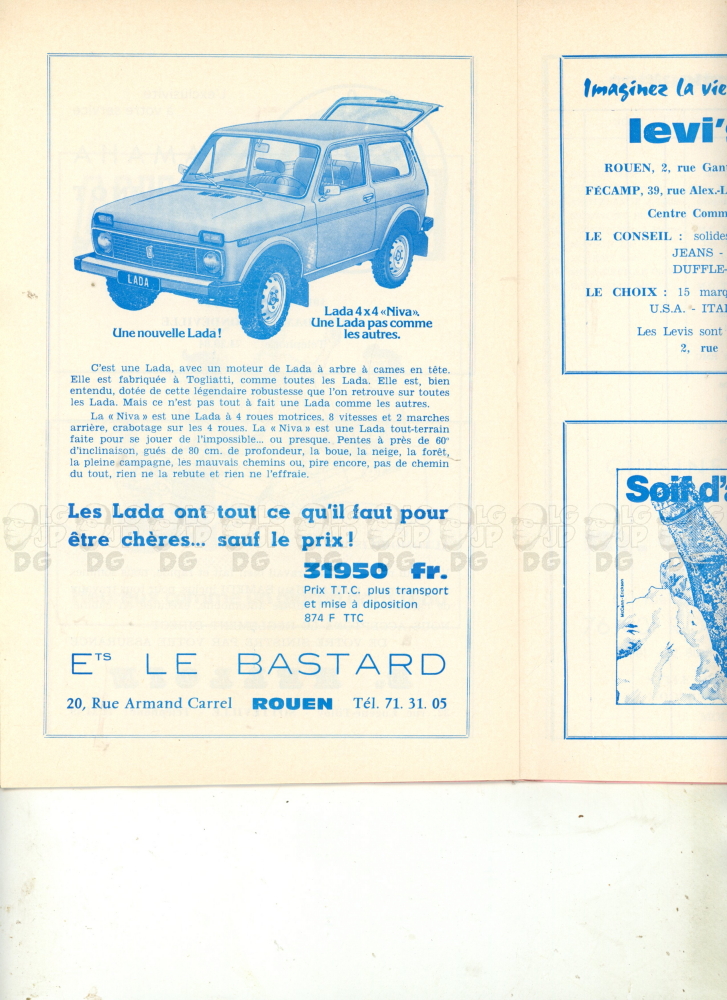 LADA
Une nouvelle Lada !
Lada 4x4 «Niva».
Une Lada pas comme
les autres.
C'est une Lada, avec un moteur de Lada à arbre à cames en tête.
Elle est fabriquée à Togliatti, comme toutes les Lada. Elle est, bien
entendu, dotée de cette légendaire robustesse que l'on retrouve sur toutes
les Lada. Mais ce n'est pas tout à fait une Lada comme les autres.
La « Niva » est une Lada à 4 roues motrices, 8 vitesses et 2 marches
arrière, crabotage sur les 4 roues. La « Niva » est une Lada tout-terrain
faite pour se jouer de l'impossible... ou presque. Pentes à près de 60°
d'inclinaison, gués de 80 cm. de profondeur, la boue, la neige, la forêt,
la pleine campagne, les mauvais chemins ou, pire encore, pas de chemin
du tout, rien ne la rebute et rien ne l'effraie.
Les Lada ont tout ce qu'il faut pour
être chères... sauf le prix !
31950 fr.
Prix T.T.C. plus transport
et mise à diposition
874 F TTC
ETS LE BASTARD
20, Rue Armand Carrel ROUEN Tél. 71. 31. 05
Imaginez la vie
levi's
ROUEN, 2, rue Gan
FÉCAMP, 39, rue Alex.-L
Centre Comm
LE CONSEIL : solides
JEANS -
DUFFLE-
LE CHOIX : 15 marq
U.S.A. - ITA
Les Levis sont
2, rue
Soif d'
McCann-Erickson
LG JP DG